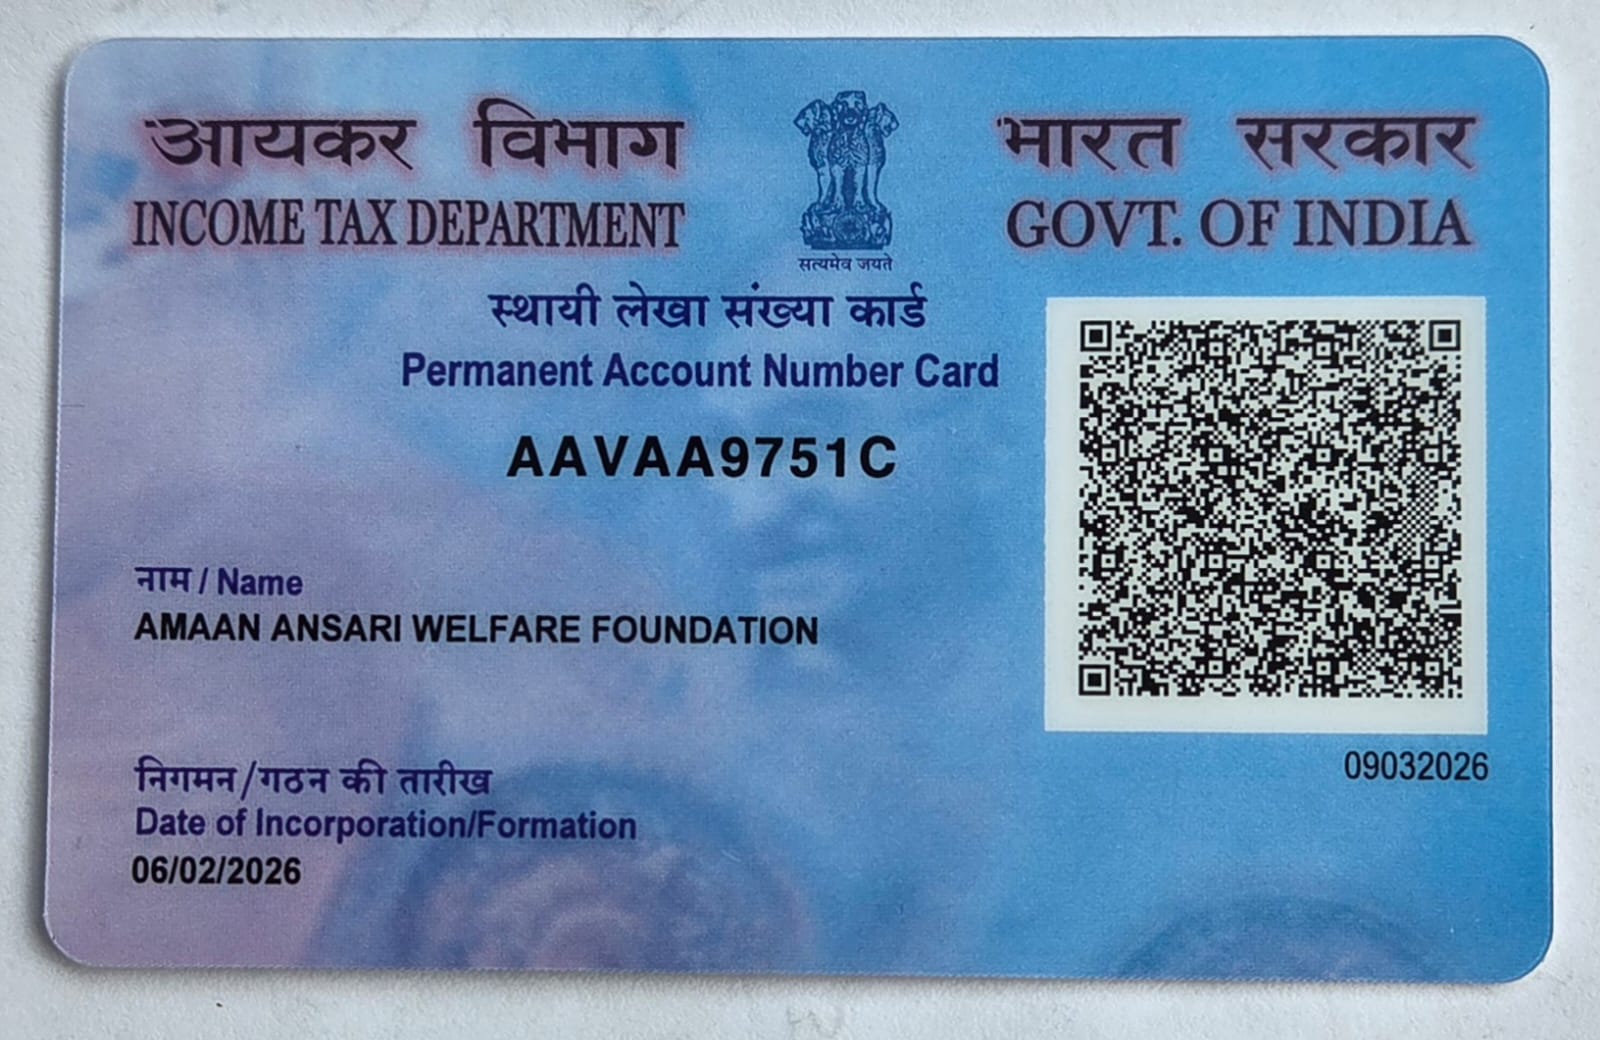 आयकर विभाग
INCOME TAX DEPARTMENT
सत्यमेव जयते
भारत सरकार
GOVT. OF INDIA
स्थायी लेखा संख्या कार्ड
Permanent Account Number Card
AAVAA9751C
नाम / Name
AMAAN ANSARI WELFARE FOUNDATION
09032026
निगमन/गठन की तारीख
Date of Incorporation/Formation
06/02/2026